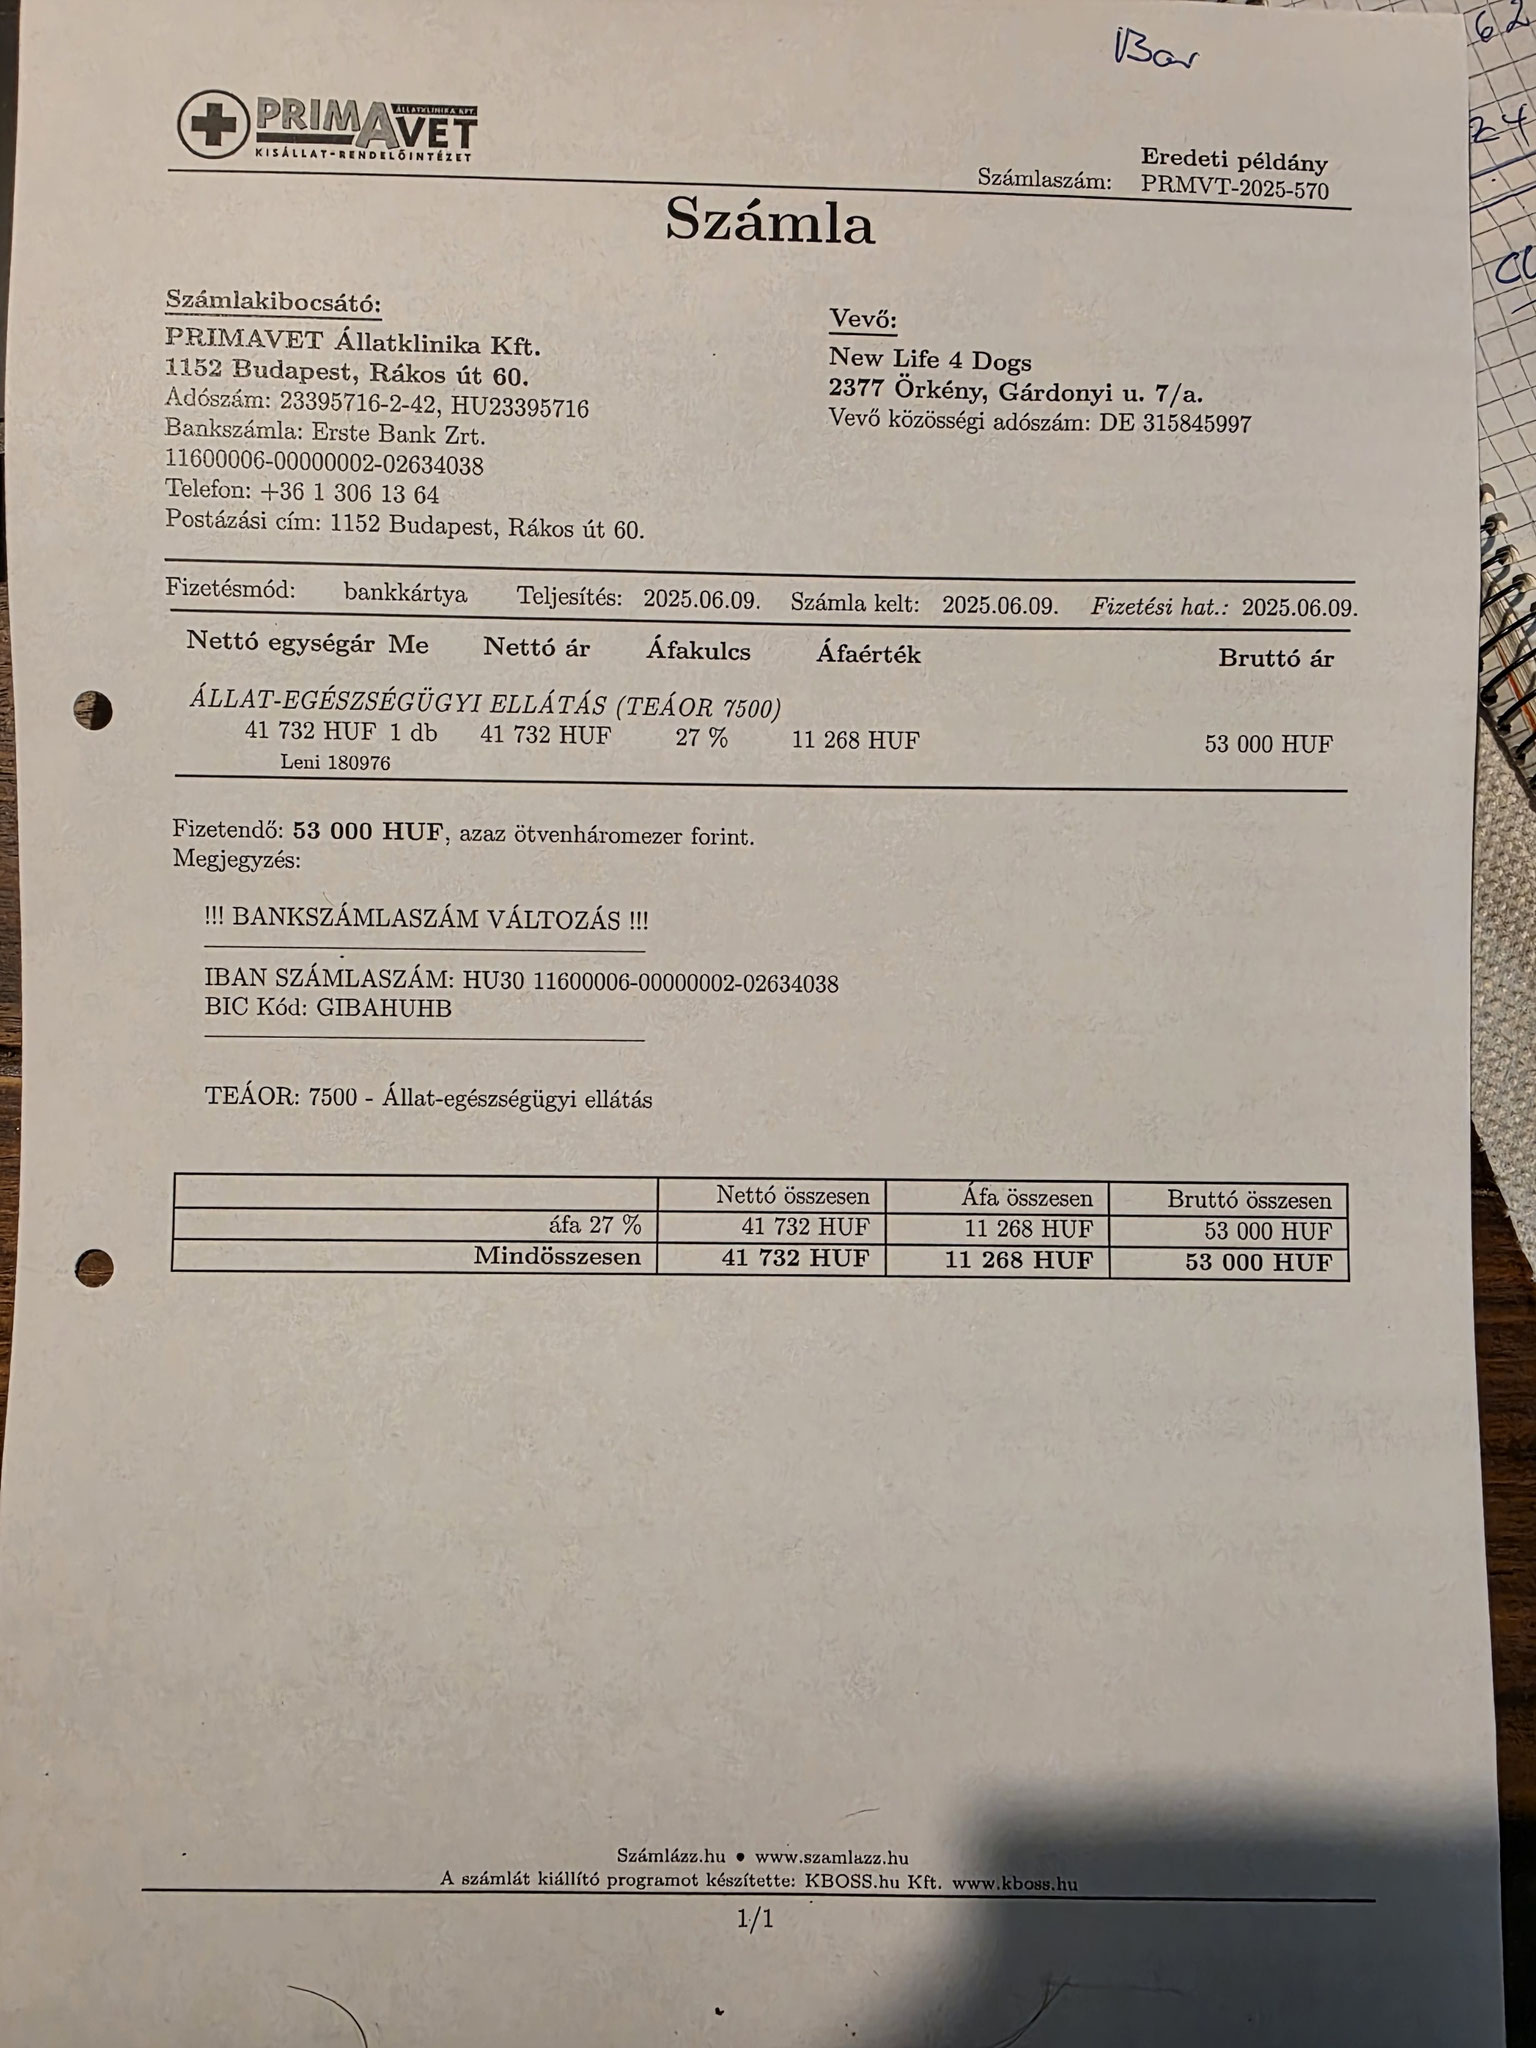 Bar
62
24
PRIMAVET
ÁLLATKLINIKA KFT.
KISÁLLAT-RENDELŐINTÉZET
Eredeti példány
Számlaszám: PRMVT-2025-570
Számla
Számlakibocsátó:
PRIMAVET Állatklinika Kft.
1152 Budapest, Rákos út 60.
Adószám: 23395716-2-42, HU23395716
Bankszámla: Erste Bank Zrt.
11600006-00000002-02634038
Telefon: +36 1 306 13 64
Postázási cím: 1152 Budapest, Rákos út 60.
Vevő:
New Life 4 Dogs
2377 Örkény, Gárdonyi u. 7/a.
Vevő közösségi adószám: DE 315845997
Fizetésmód: bankkártya Teljesítés: 2025.06.09. Számla kelt: 2025.06.09. Fizetési hat.: 2025.06.09.
Nettó egységár Me Nettó ár Áfakulcs Áfaérték Bruttó ár
ÁLLAT-EGÉSZSÉGÜGYI ELLÁTÁS (TEÁOR 7500)
41 732 HUF 1 db 41 732 HUF 27 % 11 268 HUF 53 000 HUF
Leni 180976
Fizetendő: 53 000 HUF, azaz ötvenháromezer forint.
Megjegyzés:
!!! BANKSZÁMLASZÁM VÁLTOZÁS !!!
IBAN SZÁMLASZÁM: HU30 11600006-00000002-02634038
BIC Kód: GIBAHUHB
TEÁOR: 7500 - Állat-egészségügyi ellátás
Nettó összesen Áfa összesen Bruttó összesen
áfa 27 % 41 732 HUF 11 268 HUF 53 000 HUF
Mindösszesen 41 732 HUF 11 268 HUF 53 000 HUF
Számlázz.hu • www.szamlazz.hu
A számlát kiállító programot készítette: KBOSS.hu Kft. www.kboss.hu
1/1